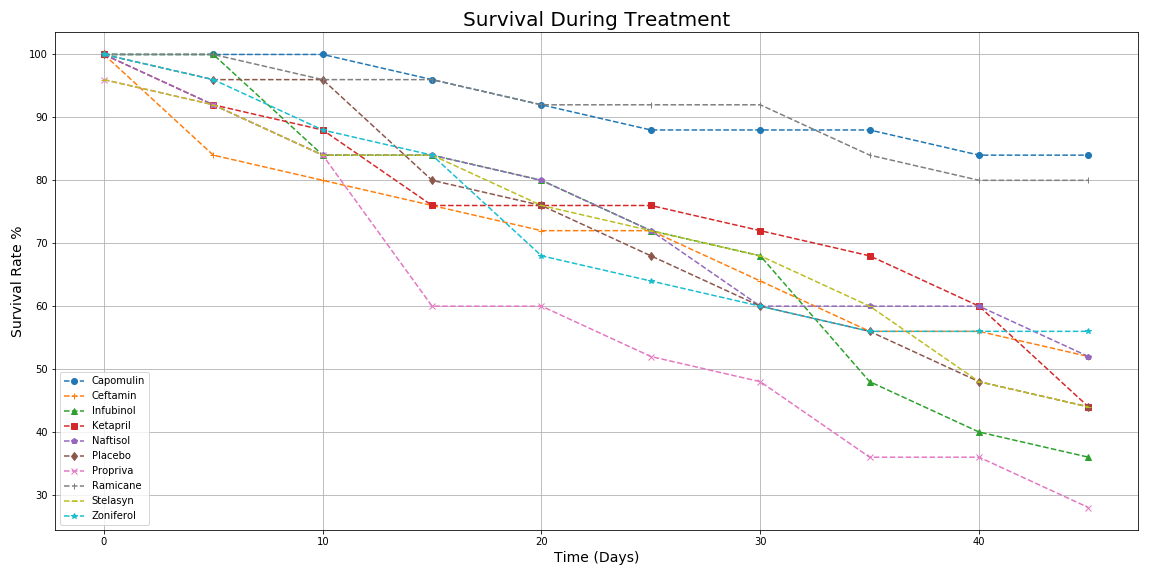 Survival During Treatment
Survival Rate %
100
90
80
70
60
50
40
30
Capomulin
Ceftamin
Infubinol
Ketapril
Naftisol
Placebo
Propriva
Ramicane
Stelasyn
Zoniferol
0 10 20 30 40
Time (Days)